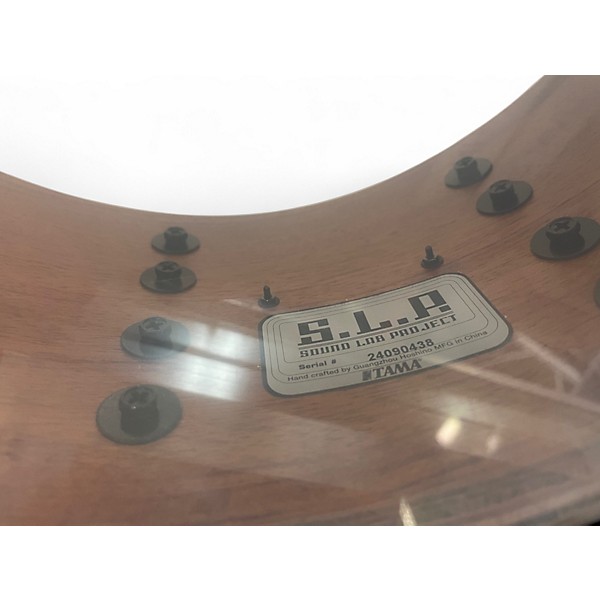 S.L.P.
SOUND LAB PROJECT
Serial # 24090438
Hand crafted by Guangzhou Hoshino MFG in China
TAMA